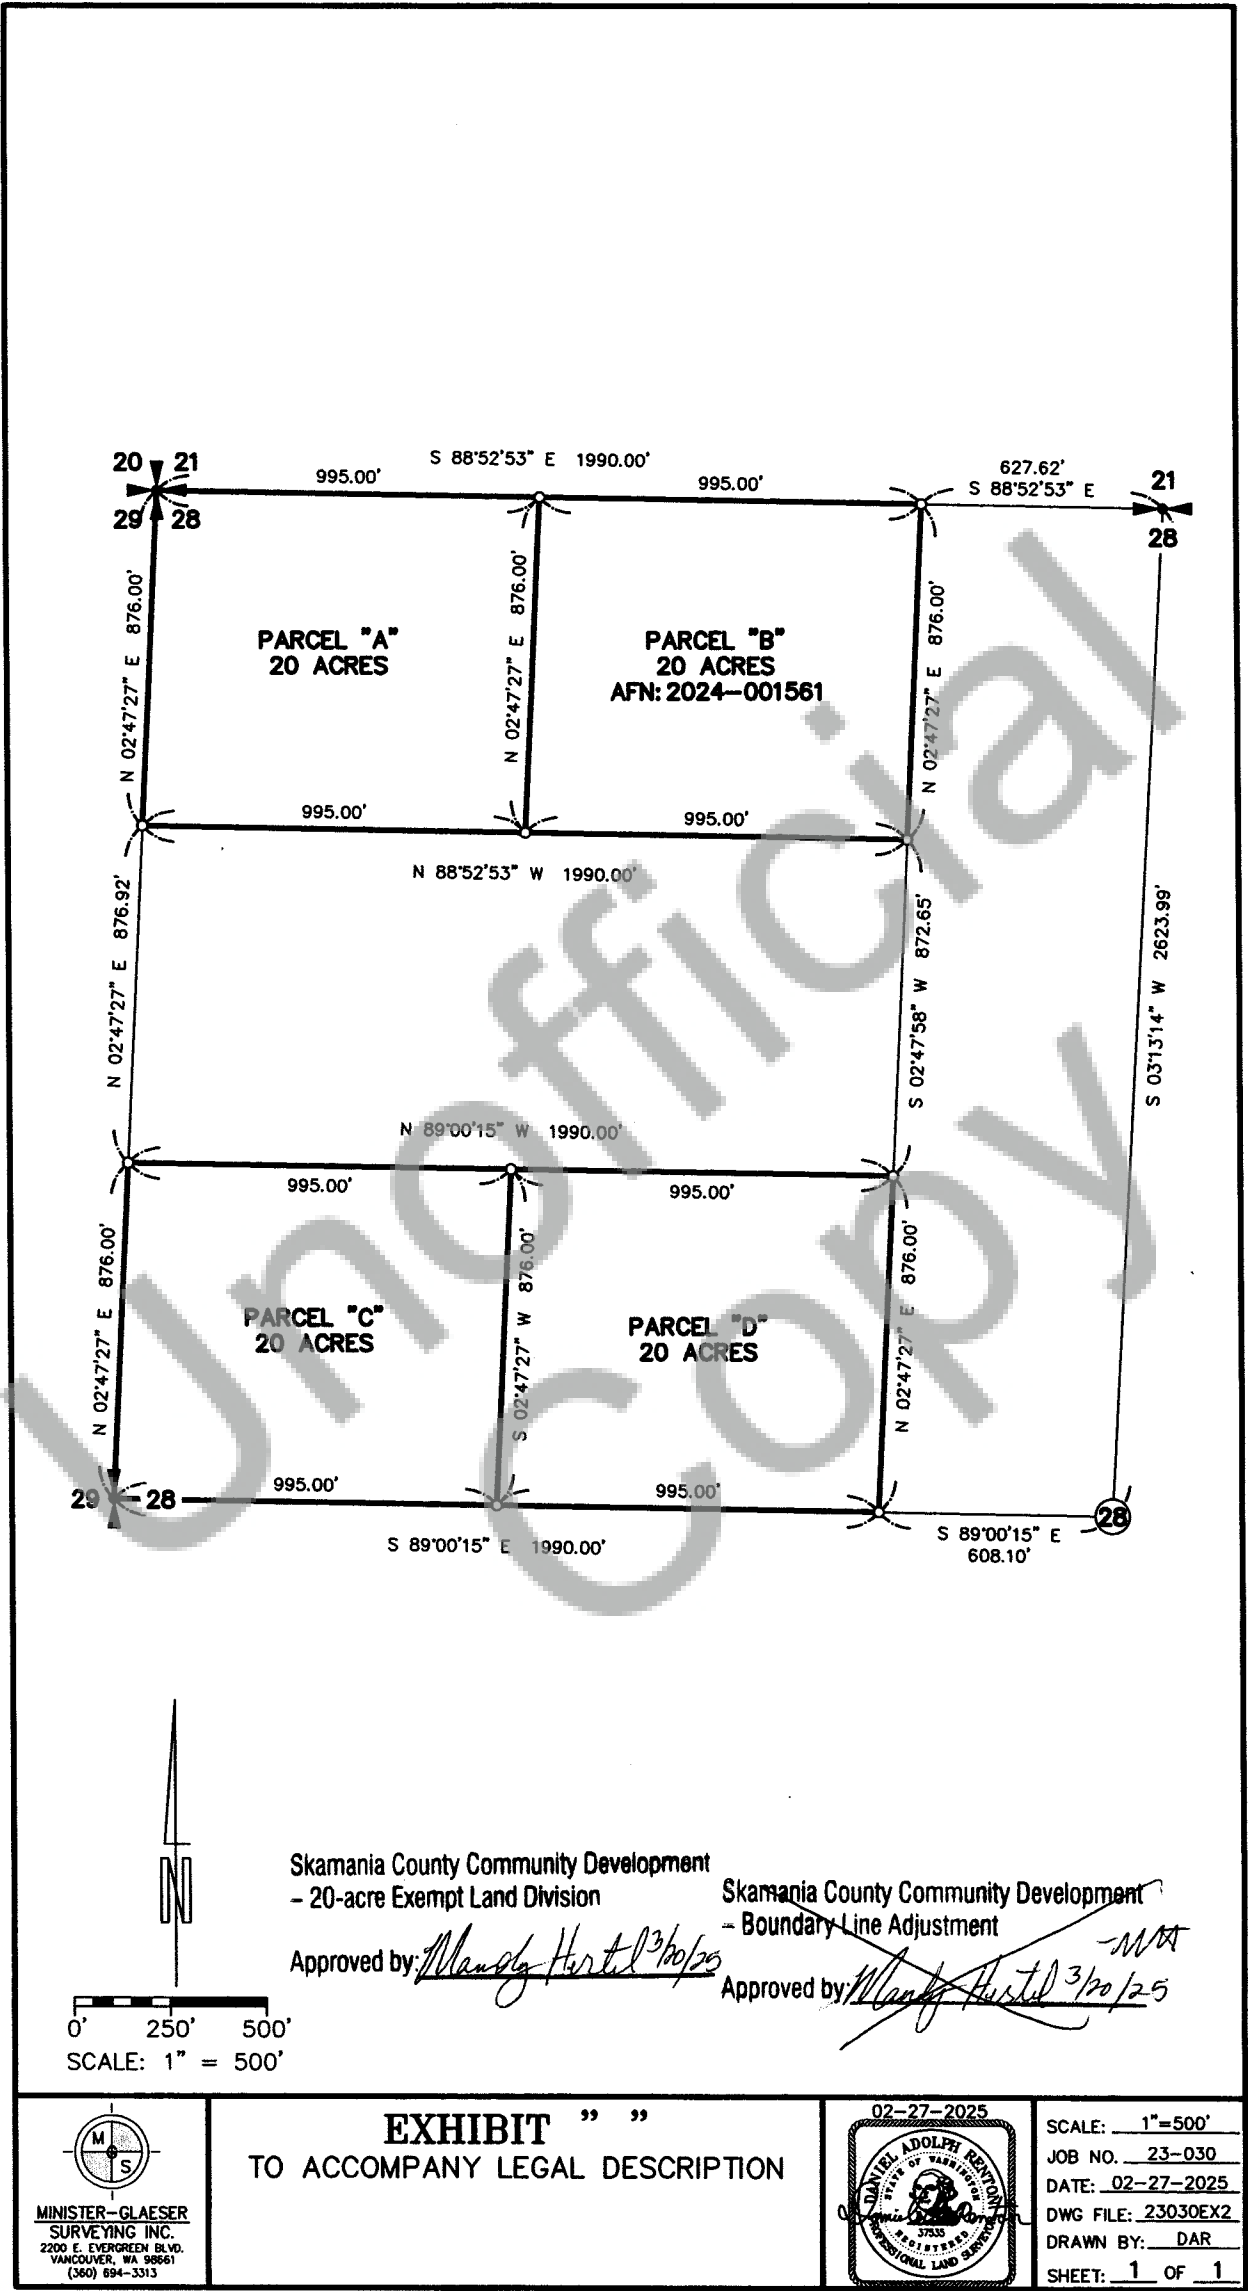 S 88°52'53" E 1990.00'
20 21
995.00'
995.00'
627.62'
S 88°52'53" E
21
29 28
28
N 02°47'27" E 876.00'
N 02°47'27" E 876.00'
N 02°47'27" E 876.00'
PARCEL "A"
20 ACRES
PARCEL "B"
20 ACRES
AFN: 2024-001561
995.00'
995.00'
N 88°52'53" W 1990.00'
N 02°47'27" E 876.92'
S 02°47'58" W 872.65'
S 03°13'14" W 2623.99'
N 89°00'15" W 1990.00'
995.00'
995.00'
N 02°47'27" E 876.00'
S 02°47'27" W 876.00'
N 02°47'27" E 876.00'
PARCEL "C"
20 ACRES
PARCEL "D"
20 ACRES
29 28
995.00'
995.00'
28
S 89°00'15" E 1990.00'
S 89°00'15" E
608.10'
Unofficial
Copy
N
Skamania County Community Development
- 20-acre Exempt Land Division
Approved by: Mandy Hertel 3/20/25
Skamania County Community Development
- Boundary Line Adjustment
Approved by: Mandy Hertel 3/20/25
0' 250' 500'
SCALE: 1" = 500'
M
S
MINISTER-GLAESER
SURVEYING INC.
2200 E. EVERGREEN BLVD.
VANCOUVER, WA 98661
(360) 694-3313
EXHIBIT " "
TO ACCOMPANY LEGAL DESCRIPTION
02-27-2025
DANIEL ADOLPH RENTON
STATE OF WASHINGTON
37535
REGISTERED
PROFESSIONAL LAND SURVEYOR
SCALE: 1"=500'
JOB NO. 23-030
DATE: 02-27-2025
DWG FILE: 23030EX2
DRAWN BY: DAR
SHEET: 1 OF 1